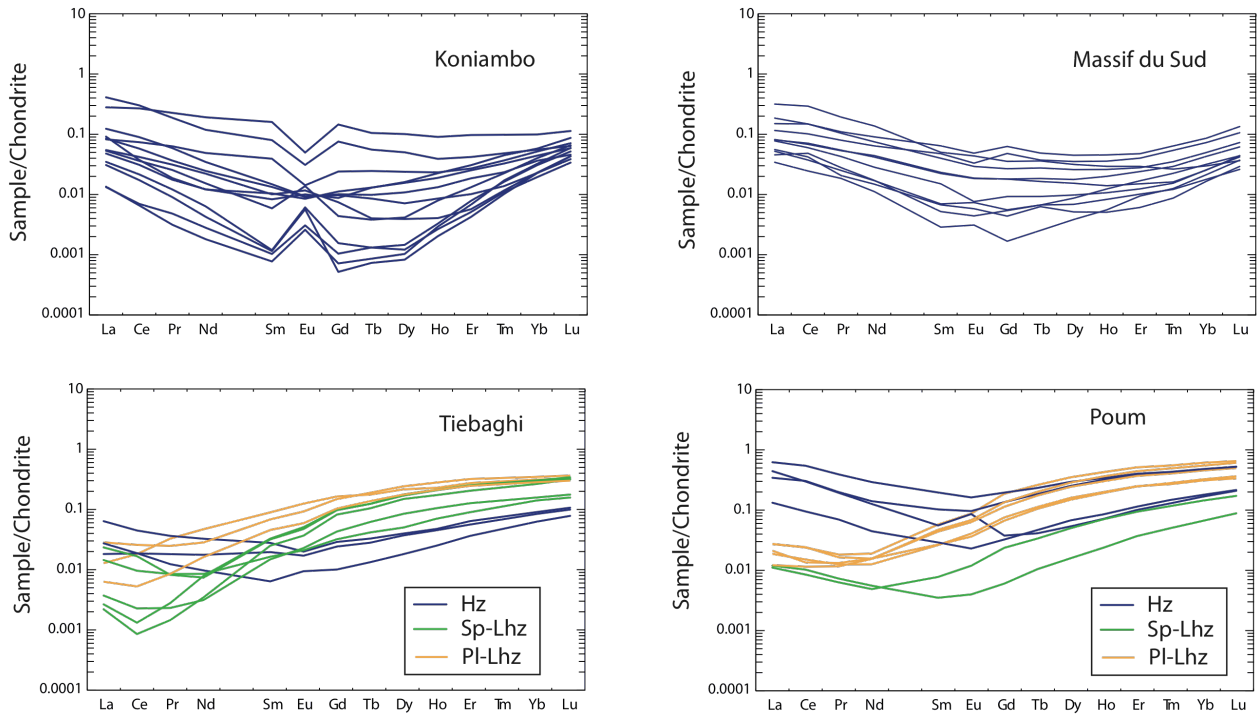 Koniambo
Sample/Chondrite
10
1
0.1
0.01
0.001
0.0001
La Ce Pr Nd Sm Eu Gd Tb Dy Ho Er Tm Yb Lu
Massif du Sud
Sample/Chondrite
10
1
0.1
0.01
0.001
0.0001
La Ce Pr Nd Sm Eu Gd Tb Dy Ho Er Tm Yb Lu
Tiebaghi
Sample/Chondrite
10
1
0.1
0.01
0.001
0.0001
Hz
Sp-Lhz
Pl-Lhz
La Ce Pr Nd Sm Eu Gd Tb Dy Ho Er Tm Yb Lu
Poum
Sample/Chondrite
10
1
0.1
0.01
0.001
0.0001
Hz
Sp-Lhz
Pl-Lhz
La Ce Pr Nd Sm Eu Gd Tb Dy Ho Er Tm Yb Lu